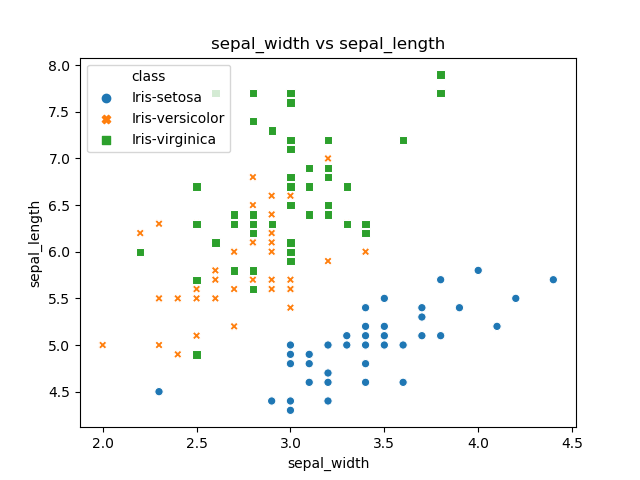 sepal_width vs sepal_length
class
Iris-setosa
Iris-versicolor
Iris-virginica
8.0
7.5
7.0
6.5
6.0
5.5
5.0
4.5
sepal_length
2.0 2.5 3.0 3.5 4.0 4.5
sepal_width